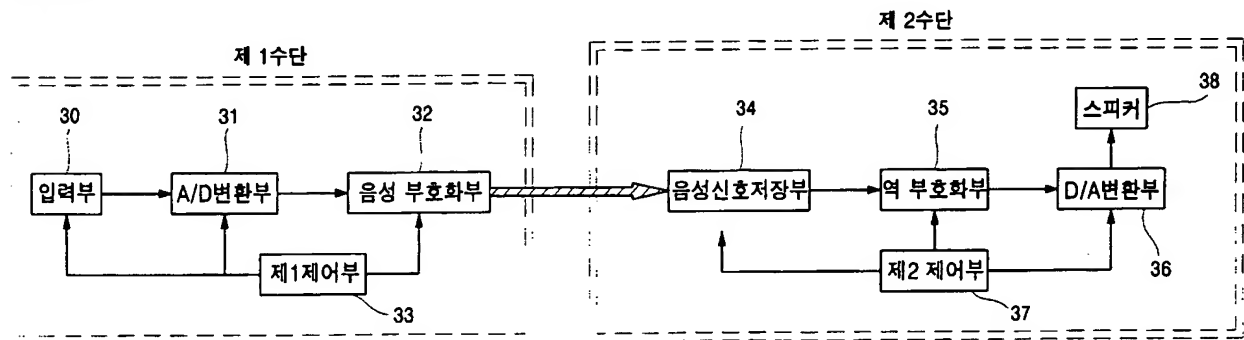 제 1수단
제 2수단
30
31
32
34
35
38
스피커
입력부
A/D변환부
음성 부호화부
음성신호저장부
역 부호화부
D/A변환부
36
제1제어부
33
제2 제어부
37